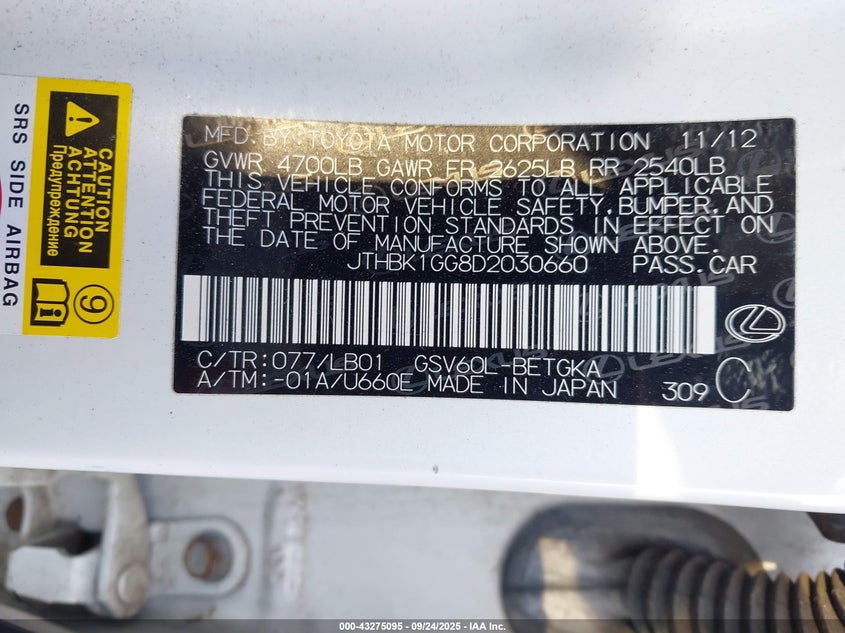 SRS SIDE AIRBAG
WARNING
ATTENTION
ACHTUNG
Предупреждение
9
MFD. BY TOYOTA MOTOR CORPORATION 11/12
GVWR 4700LB GAWR FR 2625LB RR 2540LB
THIS VEHICLE CONFORMS TO ALL APPLICABLE
FEDERAL MOTOR VEHICLE SAFETY, BUMPER, AND
THEFT PREVENTION STANDARDS IN EFFECT ON
THE DATE OF MANUFACTURE SHOWN ABOVE.
JTHBK1GG8D2030660 PASS.CAR
C/TR:077/LB01 GSV60L-BETGKA
A/TM:-01A/U660E MADE IN JAPAN 309 C
000-43275095 - 09/24/2025 - IAA Inc.